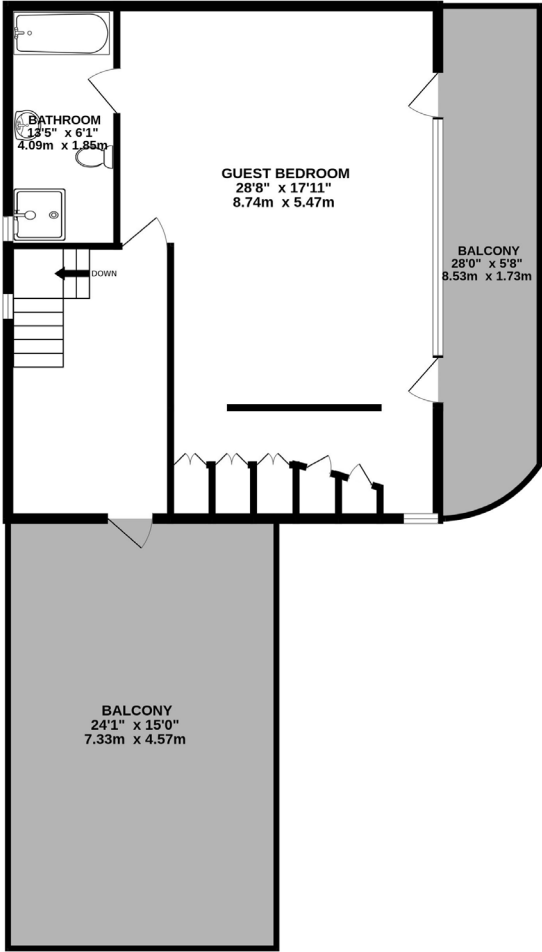 BATHROOM
13'5" x 6'1"
4.09m x 1.85m
GUEST BEDROOM
28'8" x 17'11"
8.74m x 5.47m
BALCONY
28'0" x 5'8"
8.53m x 1.73m
DOWN
BALCONY
24'1" x 15'0"
7.33m x 4.57m